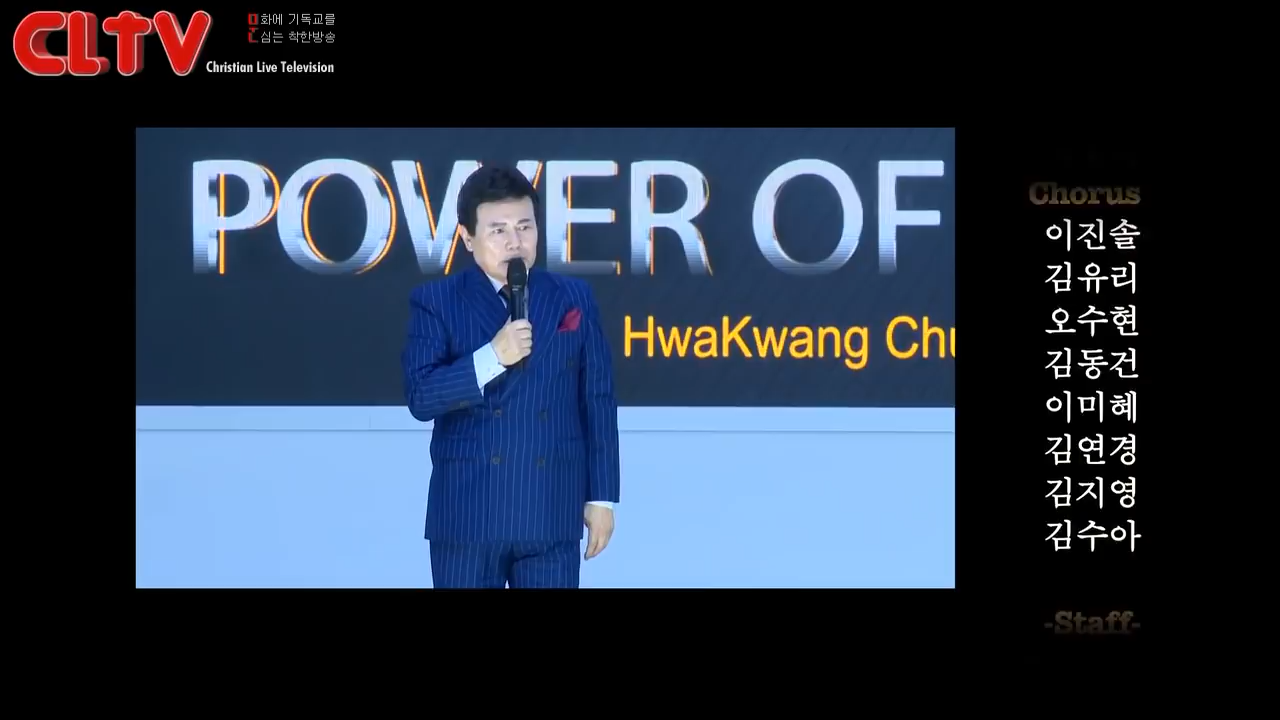 CLTV
문화에 기독교를
심는 착한방송
Christian Live Television
POWER OF
HwaKwang Chu
Chorus
이진솔
김유리
오수현
김동건
이미혜
김연경
김지영
김수아
-Staff-